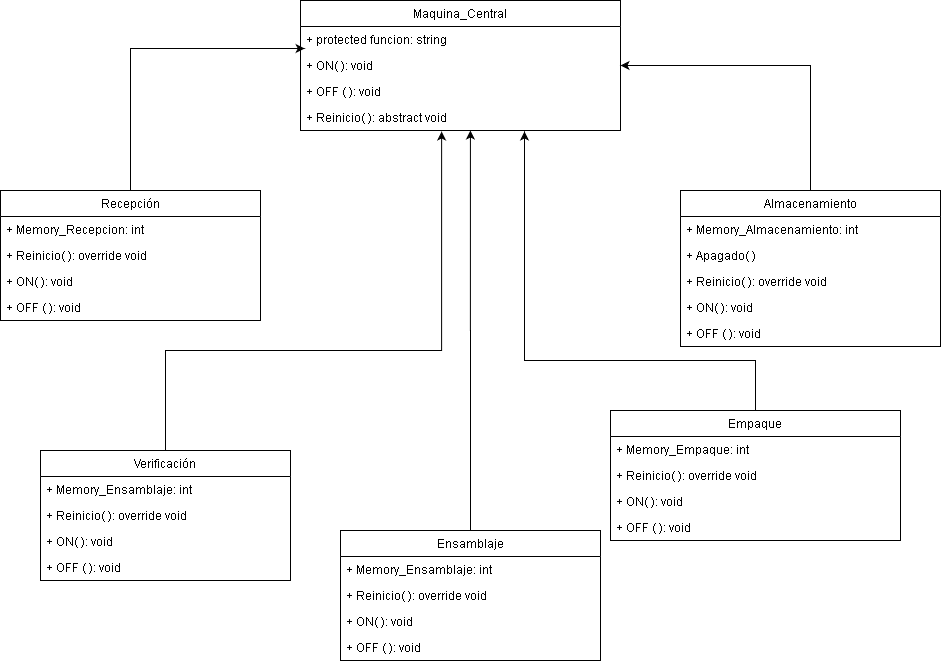 Maquina_Central
+ protected funcion: string
+ ON(): void
+ OFF (): void
+ Reinicio(): abstract void
Recepción
+ Memory_Recepcion: int
+ Reinicio(): override void
+ ON(): void
+ OFF (): void
Almacenamiento
+ Memory_Almacenamiento: int
+ Apagado()
+ Reinicio(): override void
+ ON(): void
+ OFF (): void
Verificación
+ Memory_Ensamblaje: int
+ Reinicio(): override void
+ ON(): void
+ OFF (): void
Ensamblaje
+ Memory_Ensamblaje: int
+ Reinicio(): override void
+ ON(): void
+ OFF (): void
Empaque
+ Memory_Empaque: int
+ Reinicio(): override void
+ ON(): void
+ OFF (): void